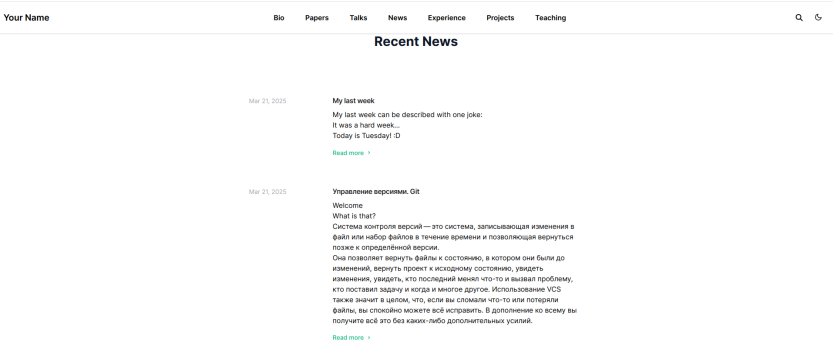 Your Name
Bio Papers Talks News Experience Projects Teaching
Recent News
Mar 21, 2025
My last week
My last week can be described with one joke:
It was a hard week...
Today is Tuesday! :D
Read more ›
Mar 21, 2025
Управление версиями. Git
Welcome
What is that?
Система контроля версий — это система, записывающая изменения в
файл или набор файлов в течение времени и позволяющая вернуться
позже к определённой версии.
Она позволяет вернуть файлы к состоянию, в котором они были до
изменений, вернуть проект к исходному состоянию, увидеть
изменения, увидеть, кто последний менял что-то и вызвал проблему,
кто поставил задачу и когда и многое другое. Использование VCS
также значит в целом, что, если вы сломали что-то или потеряли
файлы, вы спокойно можете всё исправить. В дополнение ко всему вы
получите всё это без каких-либо дополнительных усилий.
Read more ›